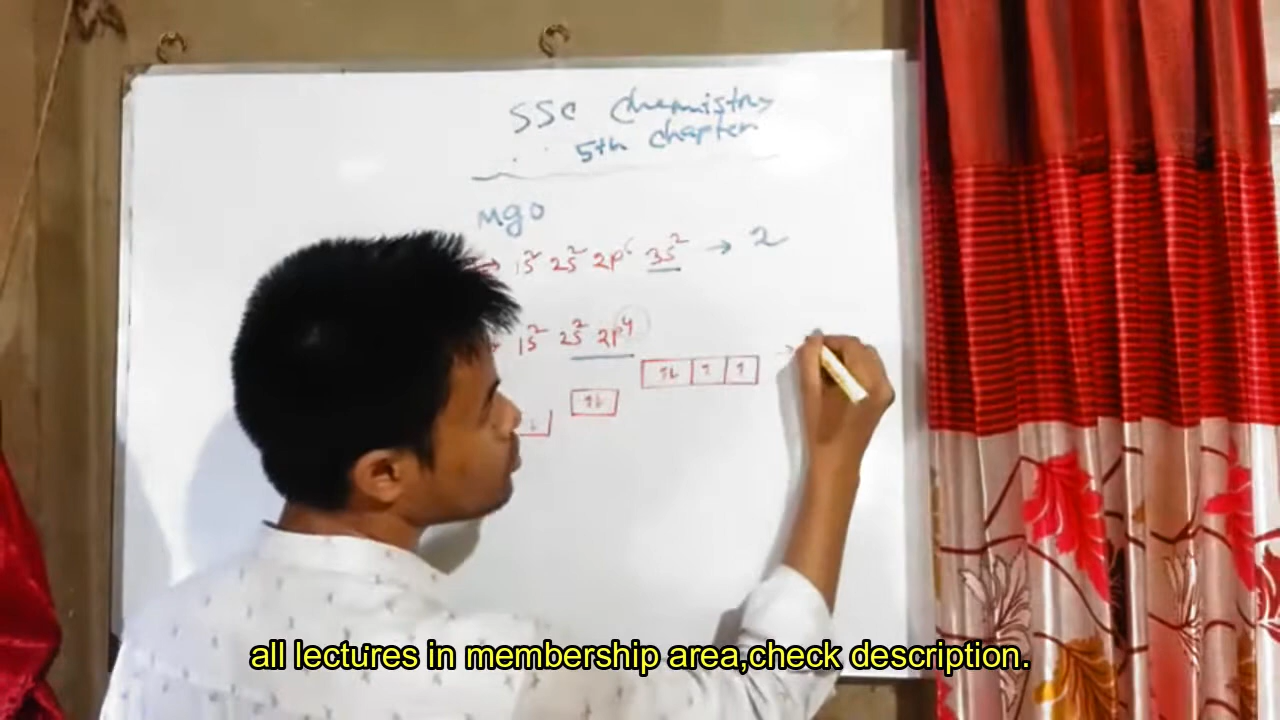 SSC Chemistry
5th chapter
MgO
→ 1s² 2s² 2p⁶ 3s² → 2
→ 1s² 2s² 2p⁴
↑↓ ↑ ↑
↑↓
all lectures in membership area,check description.